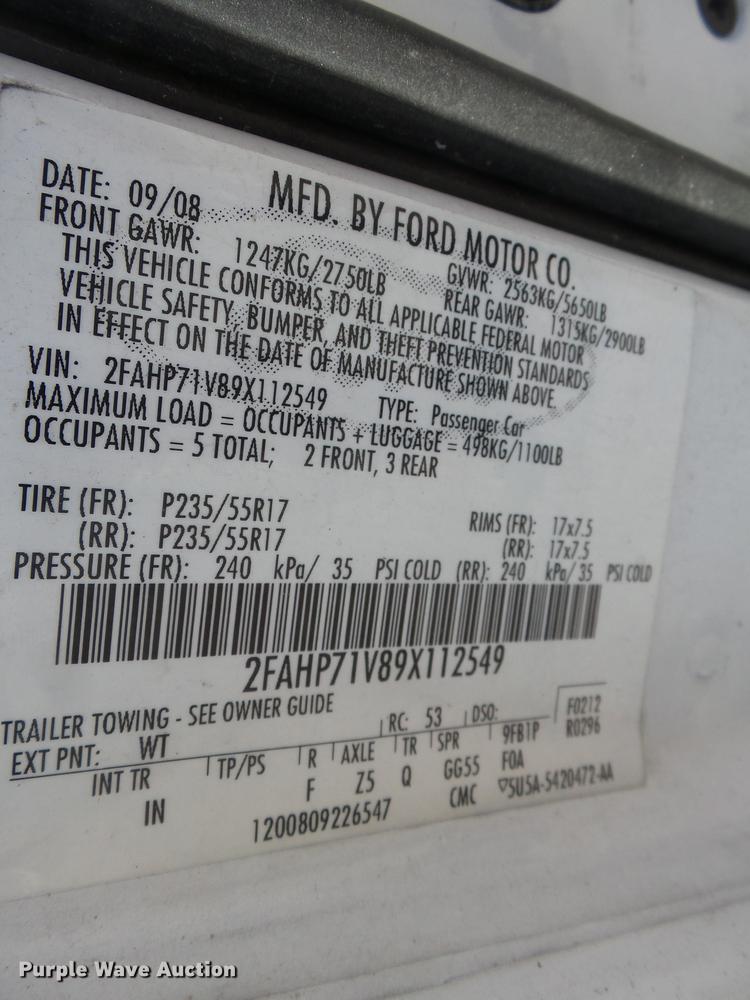 DATE: 09/08 MFD. BY FORD MOTOR CO.
FRONT GAWR: 1247KG/2750LB GVWR: 2563KG/5650LB
REAR GAWR: 1315KG/2900LB
THIS VEHICLE CONFORMS TO ALL APPLICABLE FEDERAL MOTOR
VEHICLE SAFETY, BUMPER, AND THEFT PREVENTION STANDARDS
IN EFFECT ON THE DATE OF MANUFACTURE SHOWN ABOVE.
VIN: 2FAHP71V89X112549 TYPE: Passenger Car
MAXIMUM LOAD = OCCUPANTS + LUGGAGE = 498KG/1100LB
OCCUPANTS = 5 TOTAL; 2 FRONT, 3 REAR
TIRE (FR): P235/55R17 RIMS (FR): 17x7.5
(RR): P235/55R17 (RR): 17x7.5
PRESSURE (FR): 240 kPa/ 35 PSI COLD (RR): 240 kPa/ 35 PSI COLD
2FAHP71V89X112549
TRAILER TOWING - SEE OWNER GUIDE
EXT PNT: WT RC: 53 DSO: F0212
R0296
INT TR TP/PS R AXLE TR SPR 9FB1P
IN F Z5 Q GG55 F0A
1200809226547 CMC ▽5U5A-5420472-AA
Purple Wave Auction